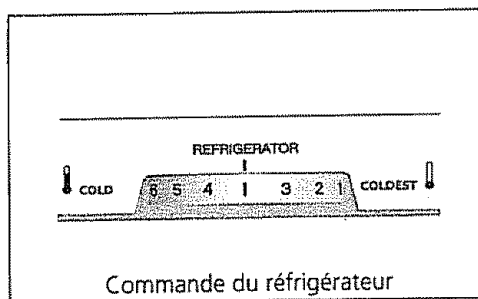 REFRIGERATOR
COLD 6 5 4 3 2 1 COLDEST
Commande du réfrigérateur